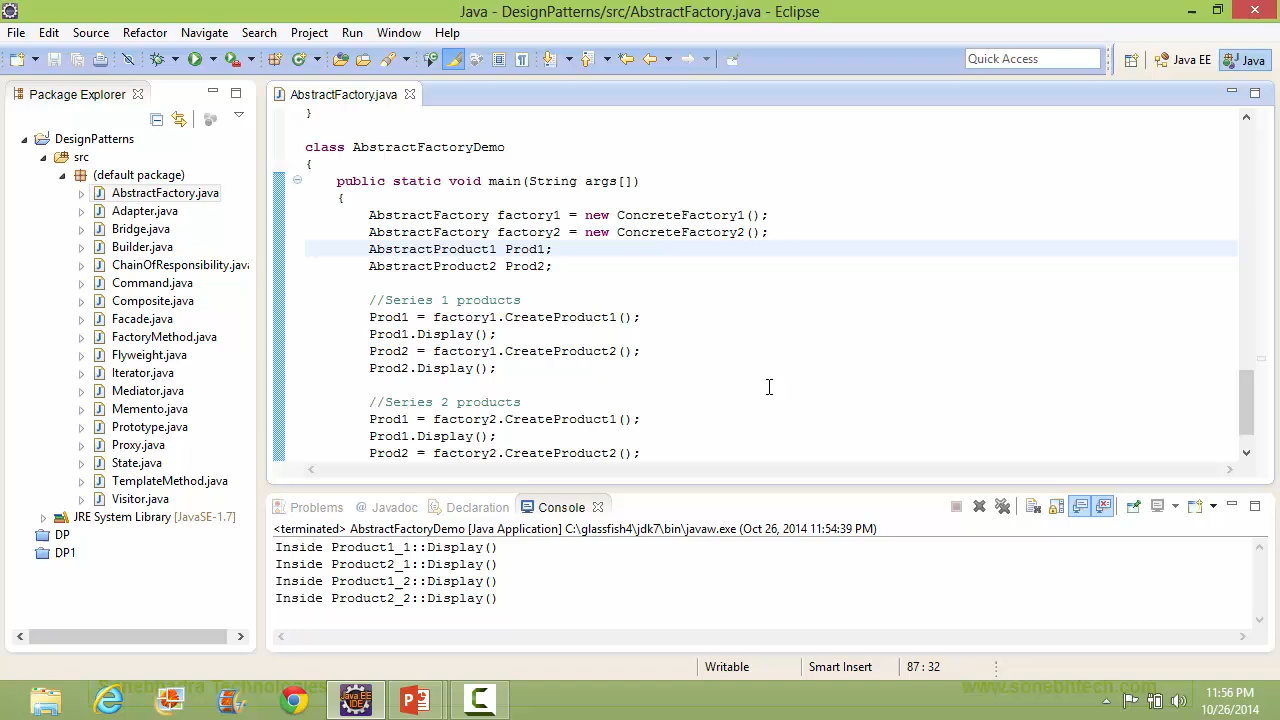 Java - DesignPatterns/src/AbstractFactory.java - Eclipse
File Edit Source Refactor Navigate Search Project Run Window Help
Quick Access
Java EE
Java
Package Explorer
AbstractFactory.java
DesignPatterns
src
(default package)
AbstractFactory.java
Adapter.java
Bridge.java
Builder.java
ChainOfResponsibility.java
Command.java
Composite.java
Facade.java
FactoryMethod.java
Flyweight.java
Iterator.java
Mediator.java
Memento.java
Prototype.java
Proxy.java
State.java
TemplateMethod.java
Visitor.java
JRE System Library [JavaSE-1.7]
DP
DP1
}
class AbstractFactoryDemo
{
public static void main(String args[])
{
AbstractFactory factory1 = new ConcreteFactory1();
AbstractFactory factory2 = new ConcreteFactory2();
AbstractProduct1 Prod1;
AbstractProduct2 Prod2;
//Series 1 products
Prod1 = factory1.CreateProduct1();
Prod1.Display();
Prod2 = factory1.CreateProduct2();
Prod2.Display();
//Series 2 products
Prod1 = factory2.CreateProduct1();
Prod1.Display();
Prod2 = factory2.CreateProduct2();
Problems @ Javadoc Declaration Console
<terminated> AbstractFactoryDemo [Java Application] C:\glassfish4\jdk7\bin\javaw.exe (Oct 26, 2014 11:54:39 PM)
Inside Product1_1::Display()
Inside Product2_1::Display()
Inside Product1_2::Display()
Inside Product2_2::Display()
Writable
Smart Insert
87 : 32
Sonebhadra Technologies
www.sonebhtech.com
Java EE
IDE
11:56 PM
10/26/2014